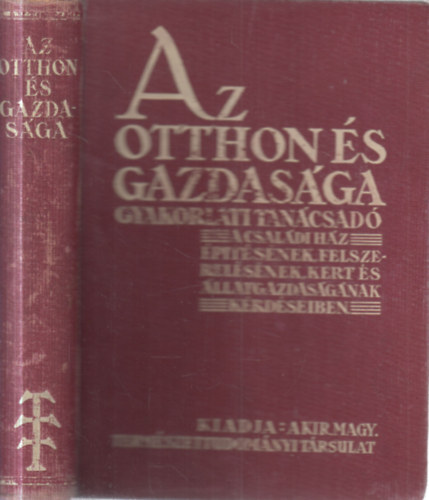 AZ
OTTHON
ÉS
GAZDA-
SÁGA
AZ
OTTHON ÉS
GAZDASÁGA
GYAKORLATI TANÁCSADÓ
A CSALÁDI HÁZ
ÉPITÉSÉNEK, FELSZE-
RELÉSÉNEK, KERT ÉS
ÁLLATGAZDASÁGÁNAK
KÉRDÉSEIBEN
KIADJA: A KIR. MAGY.
TERMÉSZETTUDOMÁNYI TÁRSULAT